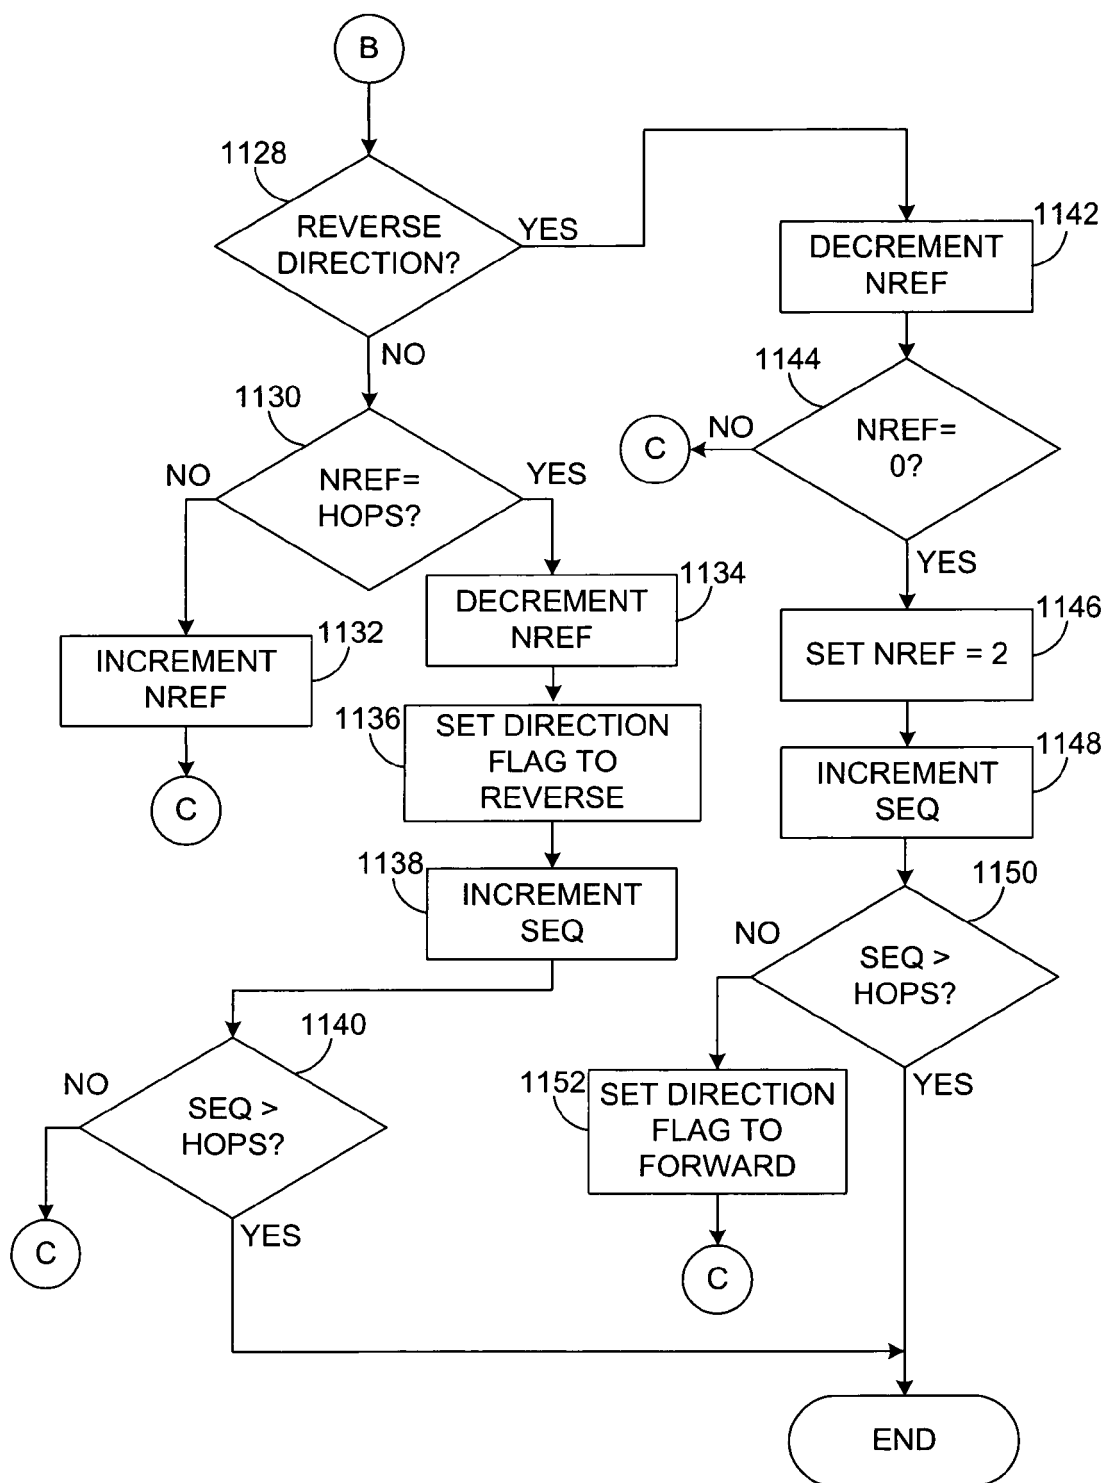 B
1128
REVERSE
DIRECTION?
YES
NO
1142
DECREMENT
NREF
1144
NREF=
0?
NO
C
YES
1130
NREF=
HOPS?
NO
YES
1132
INCREMENT
NREF
C
1134
DECREMENT
NREF
1136
SET DIRECTION
FLAG TO
REVERSE
1138
INCREMENT
SEQ
1140
SEQ >
HOPS?
NO
C
YES
1146
SET NREF = 2
1148
INCREMENT
SEQ
1150
SEQ >
HOPS?
NO
YES
1152
SET DIRECTION
FLAG TO
FORWARD
C
END